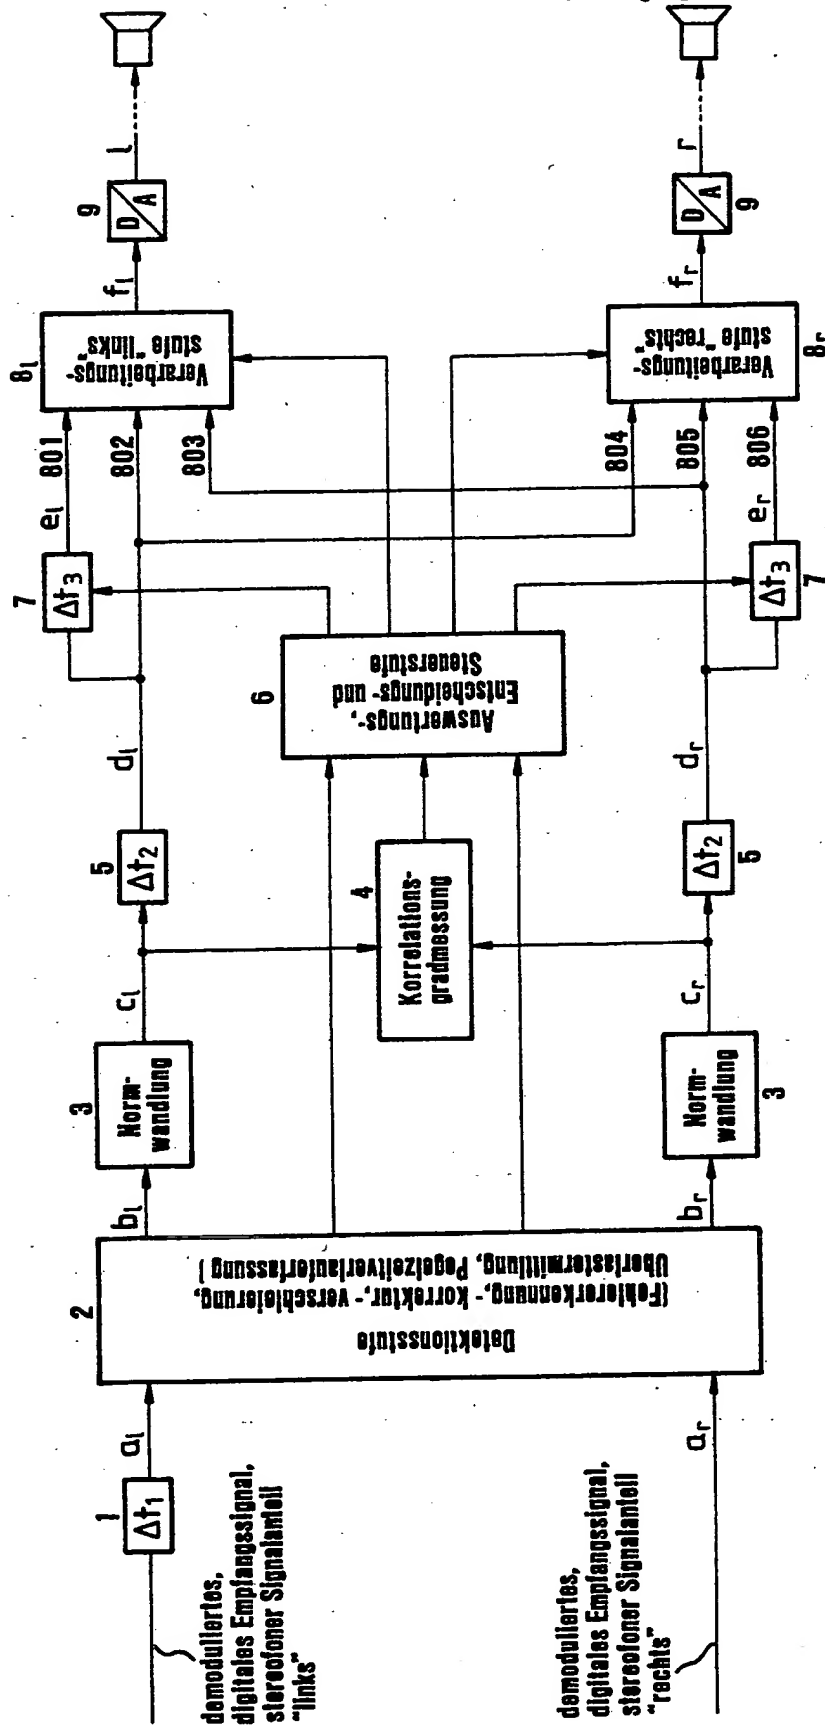 demoduliertes,
digitales Empfangssignal,
stereofoner Signalanteil
"links"
1
Δt1
al
demoduliertes,
digitales Empfangssignal,
stereofoner Signalanteil
"rechts"
ar
2
Detektionsstufe
(Fehlererkennung, -korrektur, -verschleierung,
Überlastermittlung, Pegelzeitverlauferfassung)
bl
br
3
Norm-
wandlung
3
Norm-
wandlung
cl
cr
4
Korrelations-
gradmessung
5
Δt2
5
Δt2
dl
dr
6
Auswertungs-,
Entscheidungs- und
Steuerstufe
7
Δt3
7
Δt3
el
er
801
802
803
804
805
806
8l
Verarbeitungs-
stufe "links"
8r
Verarbeitungs-
stufe "rechts"
fl
fr
9
D
A
9
D
A
l
r